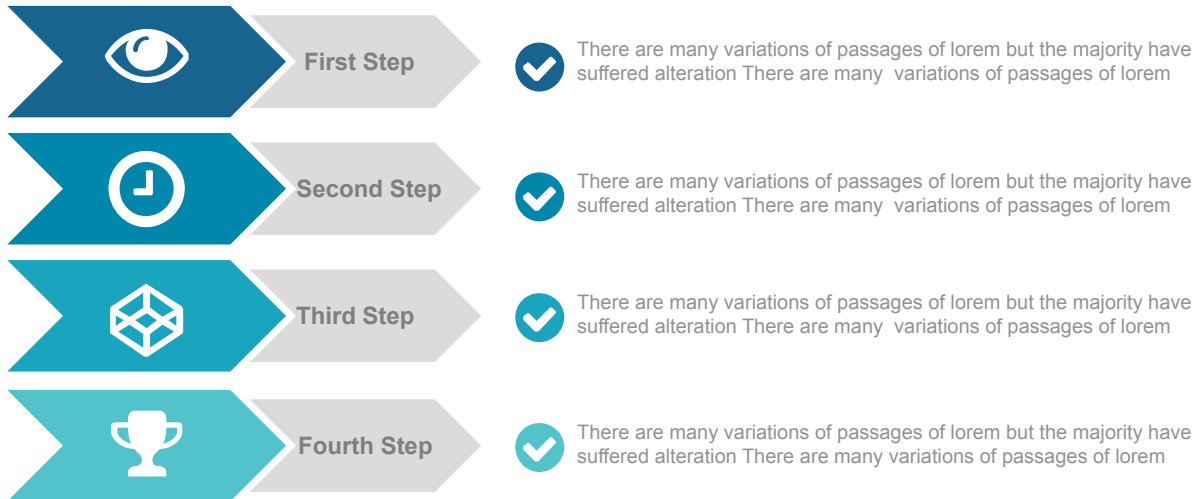 First Step
There are many variations of passages of lorem but the majority have
suffered alteration There are many  variations of passages of lorem
Second Step
There are many variations of passages of lorem but the majority have
suffered alteration There are many  variations of passages of lorem
Third Step
There are many variations of passages of lorem but the majority have
suffered alteration There are many  variations of passages of lorem
Fourth Step
There are many variations of passages of lorem but the majority have
suffered alteration There are many variations of passages of lorem